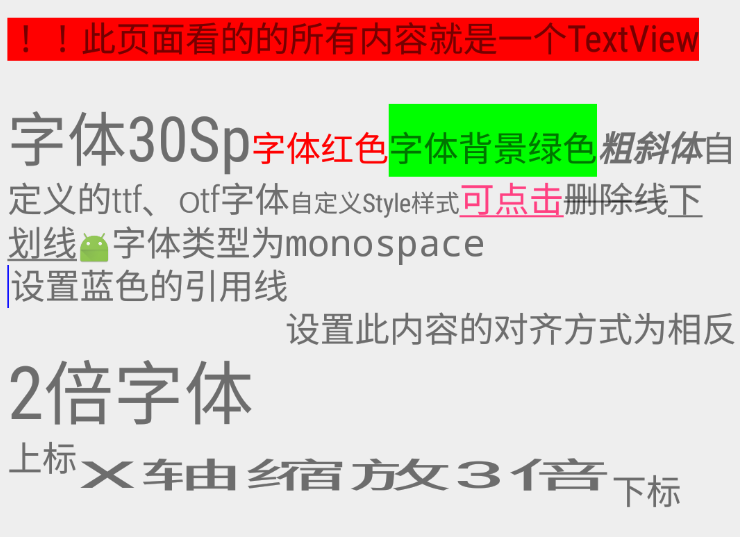 ！！此页面看的的所有内容就是一个TextView
字体30Sp字体红色字体背景绿色粗斜体自
定义的ttf、otf字体自定义Style样式可点击删除线下
划线字体类型为monospace
设置蓝色的引用线
设置此内容的对齐方式为相反
2倍字体
上标X轴缩放3倍下标